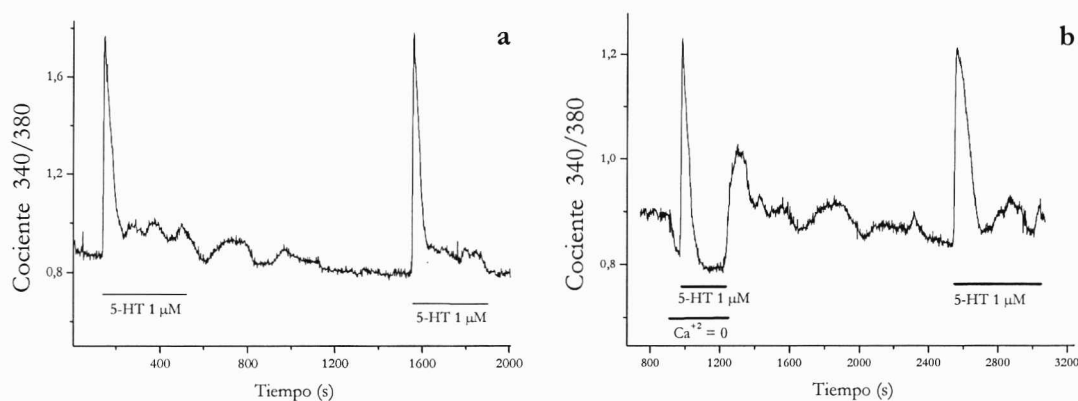 a
Cociente 340/380
1,6
1,2
0,8
5-HT 1 µM
5-HT 1 µM
400
800
1200
1600
2000
Tiempo (s)
b
Cociente 340/380
1,2
1,0
0,8
5-HT 1 µM
5-HT 1 µM
Ca⁺² = 0
800
1200
1600
2000
2400
2800
3200
Tiempo (s)